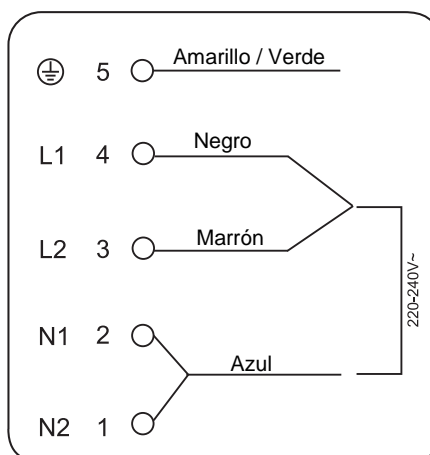 5 Amarillo / Verde
L1 4 Negro
L2 3 Marrón
220-240V~
N1 2
Azul
N2 1